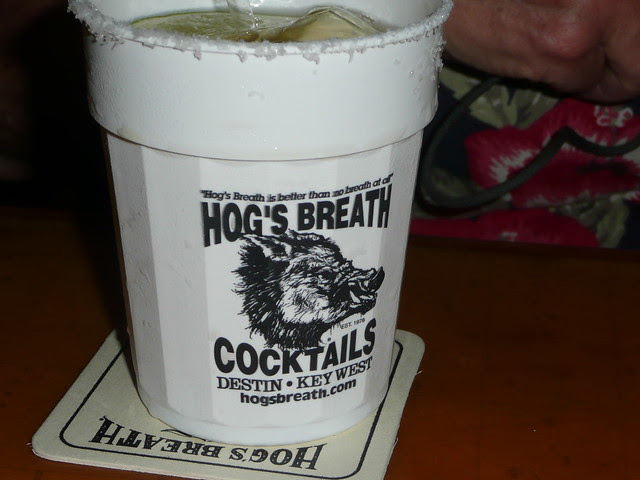 "Hog's Breath is better than no breath at all"
HOG'S BREATH
EST. 1976
COCKTAILS
DESTIN • KEY WEST
hogsbreath.com
HOG'S BREATH